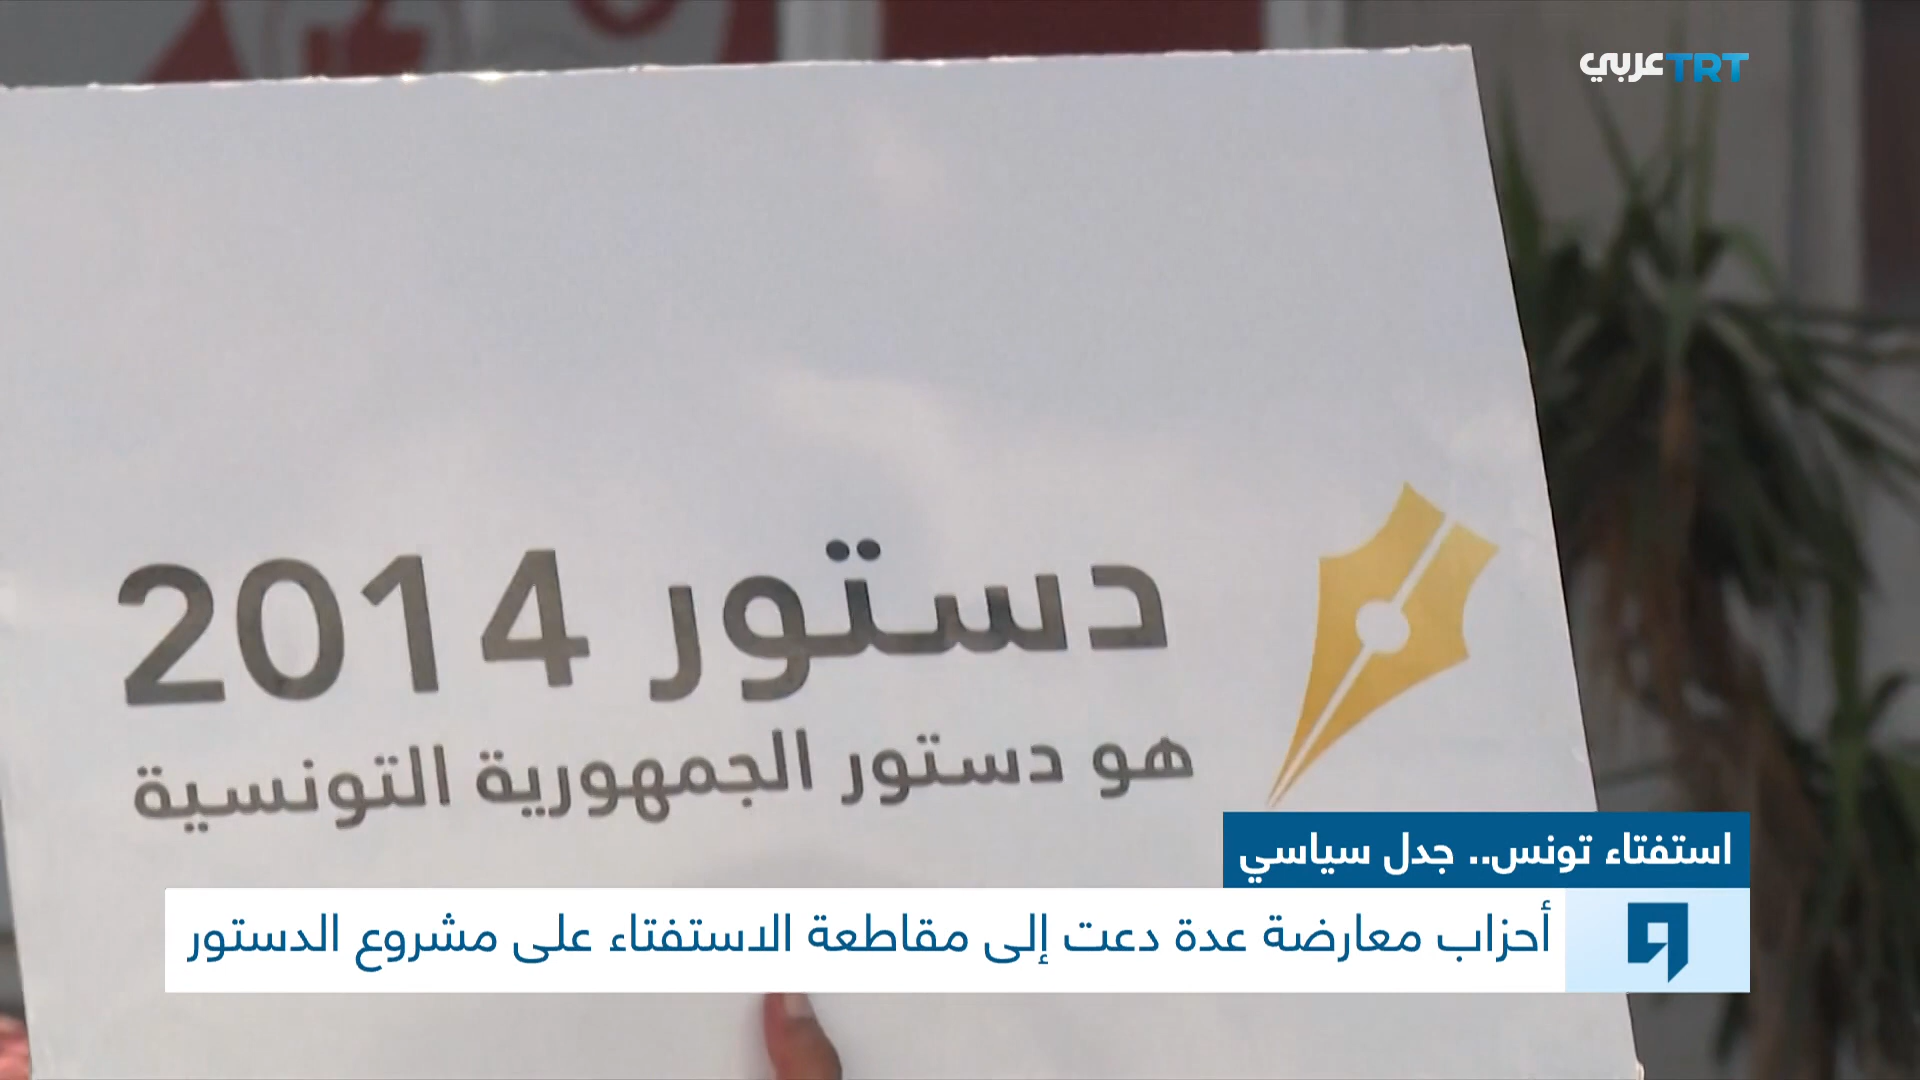 TRT عربي
دستور 2014
هو دستور الجمهورية التونسية
استفتاء تونس.. جدل سياسي
أحزاب معارضة عدة دعت إلى مقاطعة الاستفتاء على مشروع الدستور